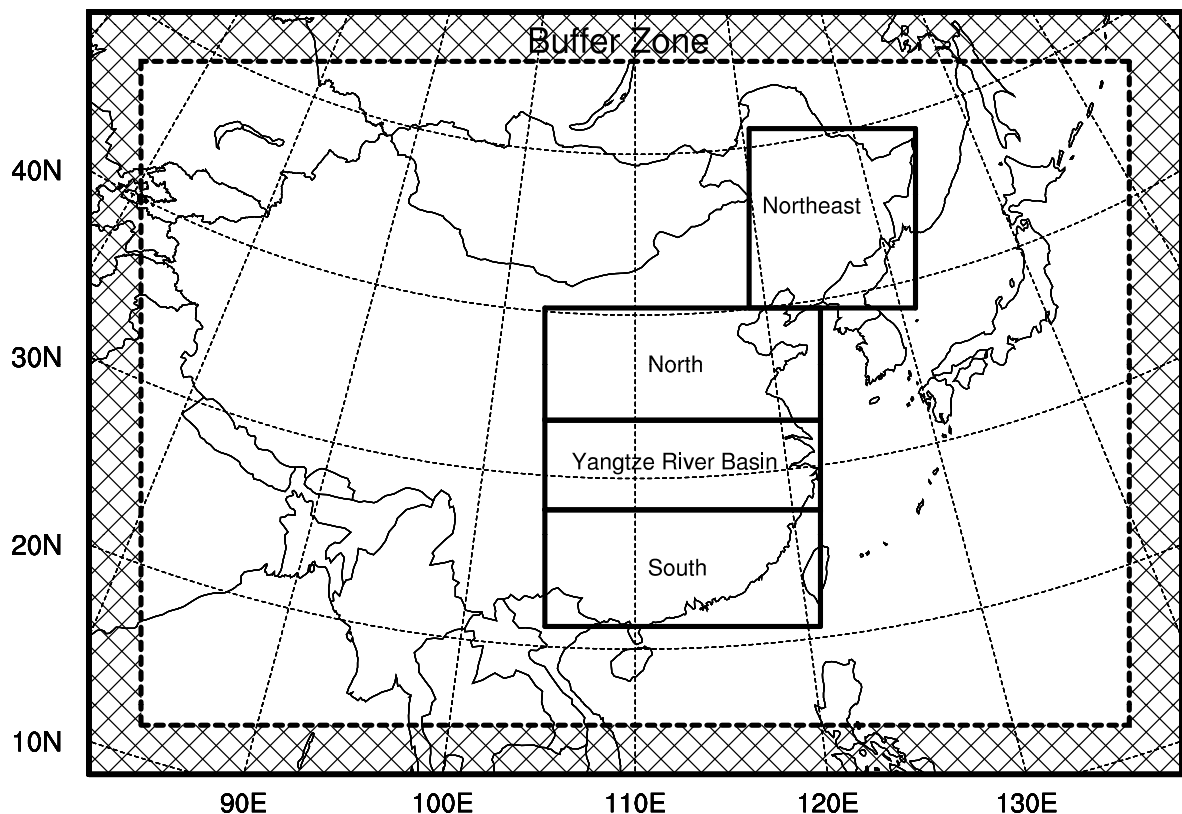 Buffer Zone
40N
Northeast
30N
North
Yangtze River Basin
20N
South
10N
90E 100E 110E 120E 130E